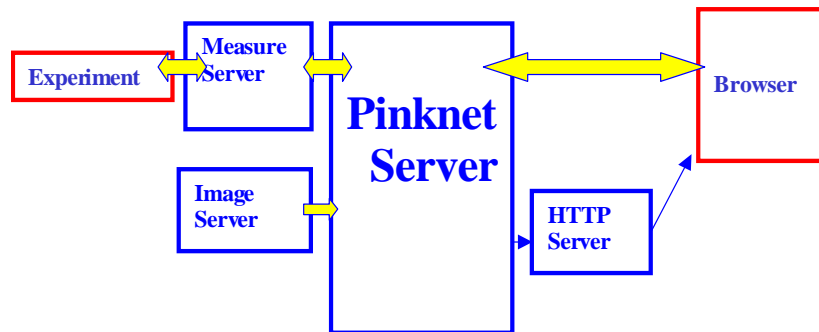 Experiment
Measure
Server
Image
Server
Pinknet
Server
HTTP
Server
Browser